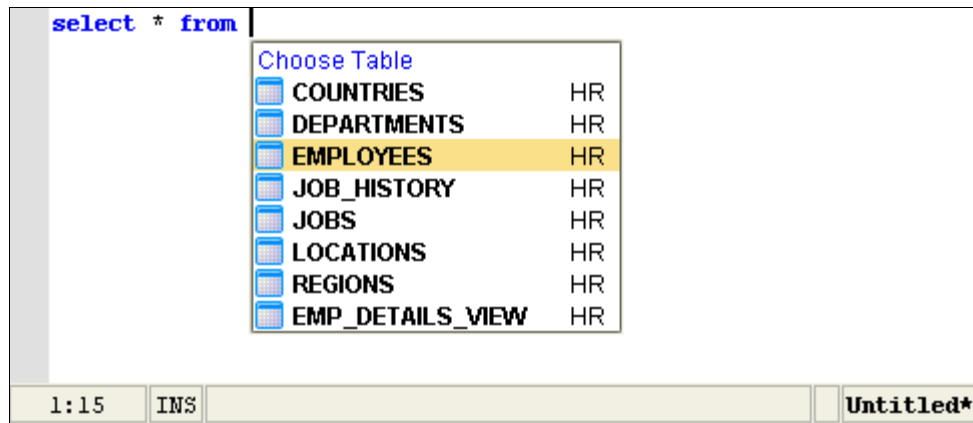 select * from
Choose Table
COUNTRIES HR
DEPARTMENTS HR
EMPLOYEES HR
JOB_HISTORY HR
JOBS HR
LOCATIONS HR
REGIONS HR
EMP_DETAILS_VIEW HR
1:15 INS Untitled*